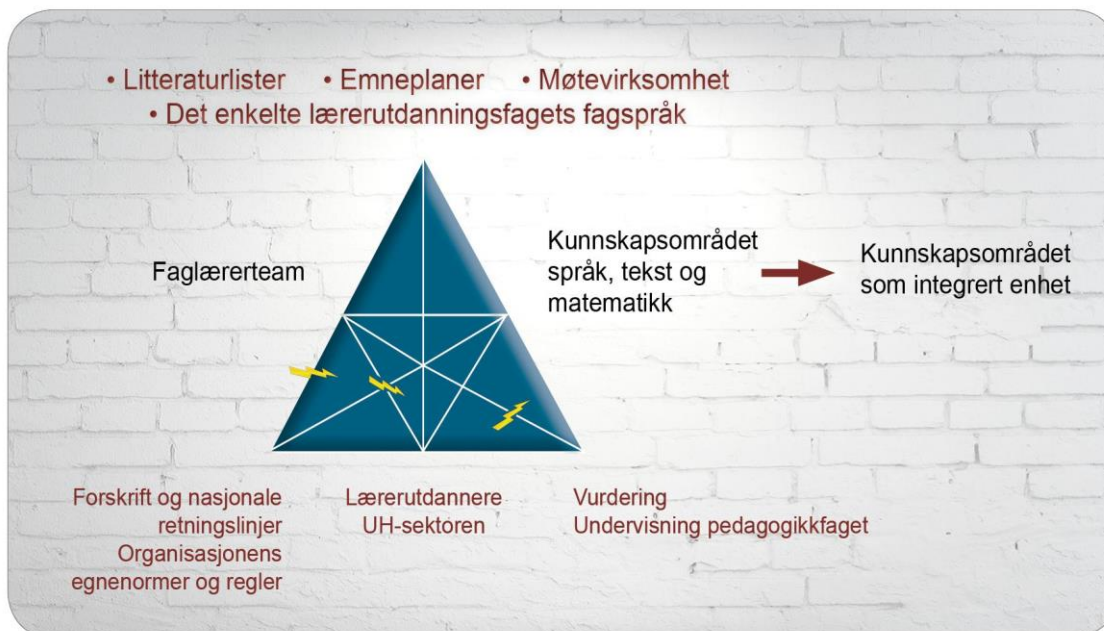 • Litteraturlister • Emneplaner • Møtevirksomhet
• Det enkelte lærerutdanningsfagets fagspråk
Faglærerteam
Kunnskapsområdet
språk, tekst og
matematikk
Kunnskapsområdet
som integrert enhet
Forskrift og nasjonale
retningslinjer
Organisasjonens
egnenormer og regler
Lærerutdannere
UH-sektoren
Vurdering
Undervisning pedagogikkfaget